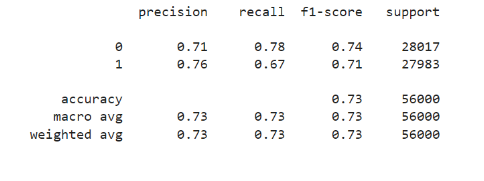 precision recall f1-score support
0 0.71 0.78 0.74 28017
1 0.76 0.67 0.71 27983
accuracy 0.73 56000
macro avg 0.73 0.73 0.73 56000
weighted avg 0.73 0.73 0.73 56000